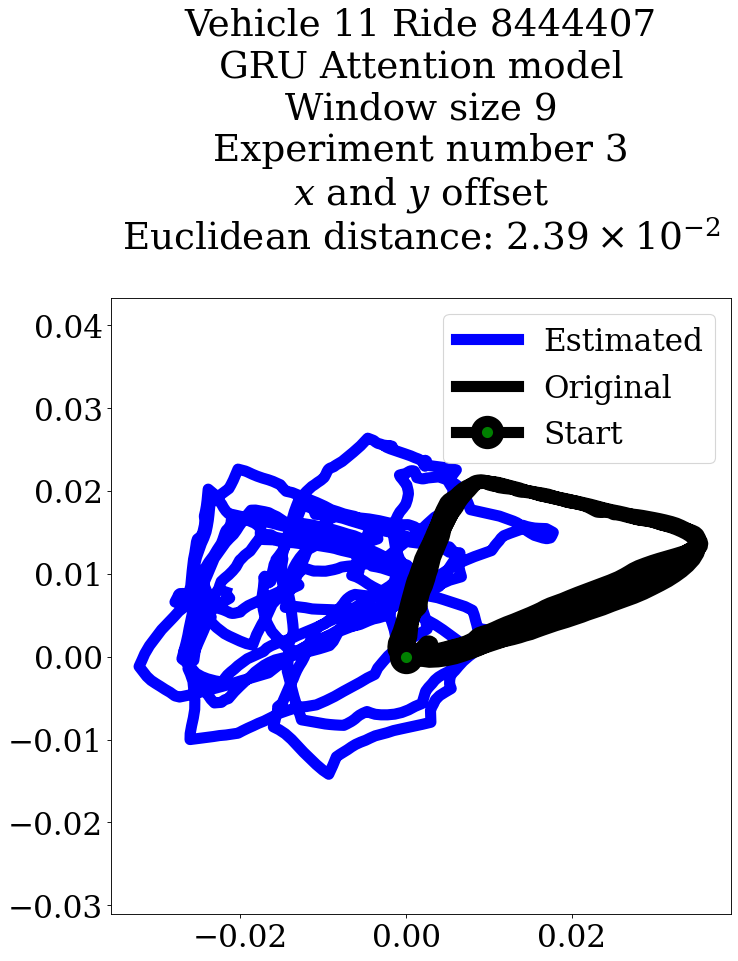 Vehicle 11 Ride 8444407
GRU Attention model
Window size 9
Experiment number 3
x and y offset
Euclidean distance: 2.39 × 10⁻²
Estimated
Original
Start
0.04
0.03
0.02
0.01
0.00
−0.01
−0.02
−0.03
−0.02 0.00 0.02